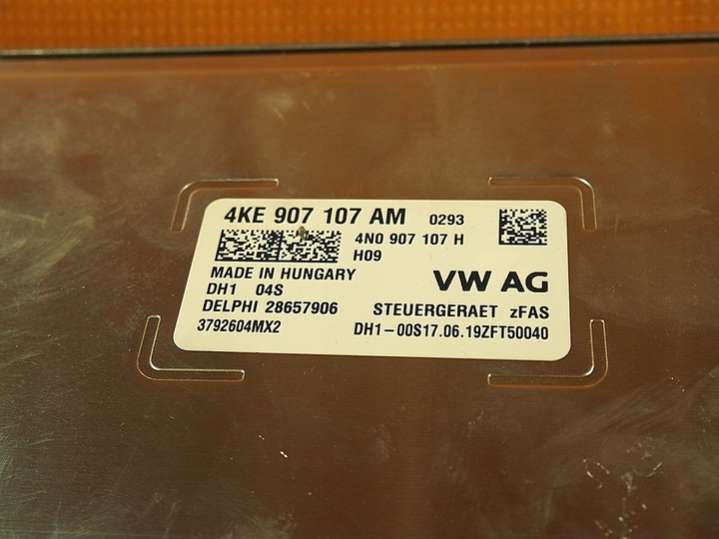 4KE 907 107 AM 0293
4N0 907 107 H
H09
MADE IN HUNGARY
VW AG
DH1 04S
DELPHI 28657906
STEUERGERAET zFAS
3792604MX2
DH1-00S17.06.19ZFT50040